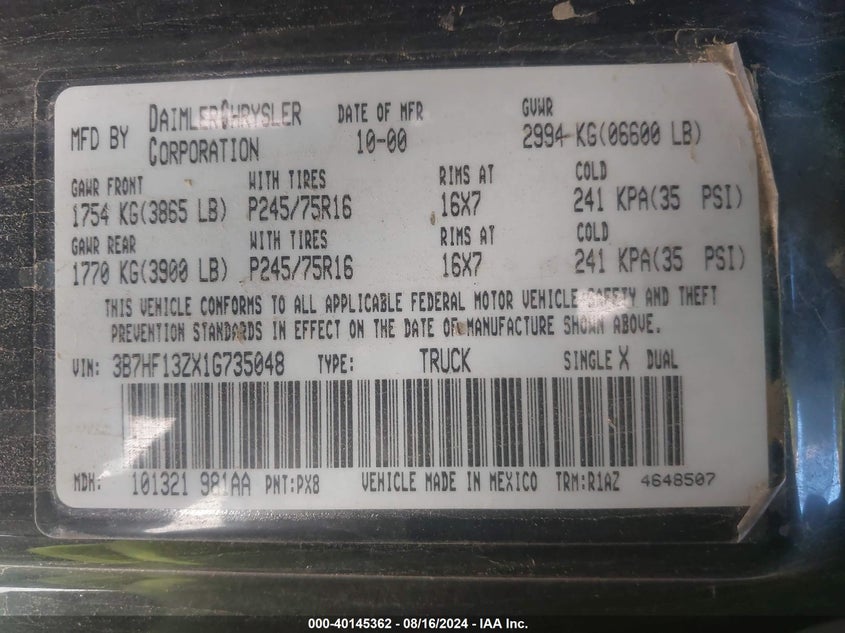 MFD BY DAIMLERCHRYSLER CORPORATION DATE OF MFR 10-00 GVWR 2994 KG(06600 LB)
GAWR FRONT WITH TIRES RIMS AT COLD
1754 KG(3865 LB) P245/75R16 16X7 241 KPA(35 PSI)
GAWR REAR WITH TIRES RIMS AT COLD
1770 KG(3900 LB) P245/75R16 16X7 241 KPA(35 PSI)
THIS VEHICLE CONFORMS TO ALL APPLICABLE FEDERAL MOTOR VEHICLE SAFETY AND THEFT
PREVENTION STANDARDS IN EFFECT ON THE DATE OF MANUFACTURE SHOWN ABOVE.
VIN: 3B7HF13ZX1G735048 TYPE: TRUCK SINGLE X DUAL
MDH: 101321 981AA PNT:PX8 VEHICLE MADE IN MEXICO TRM:R1AZ 4648507
000-40145362 - 08/16/2024 - IAA Inc.